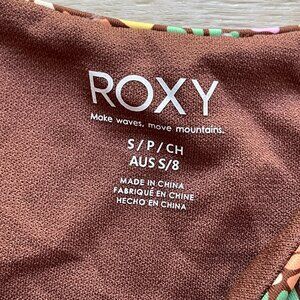 ROXY
Make waves, move mountains.
S/P/CH
AUS S/8
MADE IN CHINA
FABRIQUÉ EN CHINE
HECHO EN CHINA